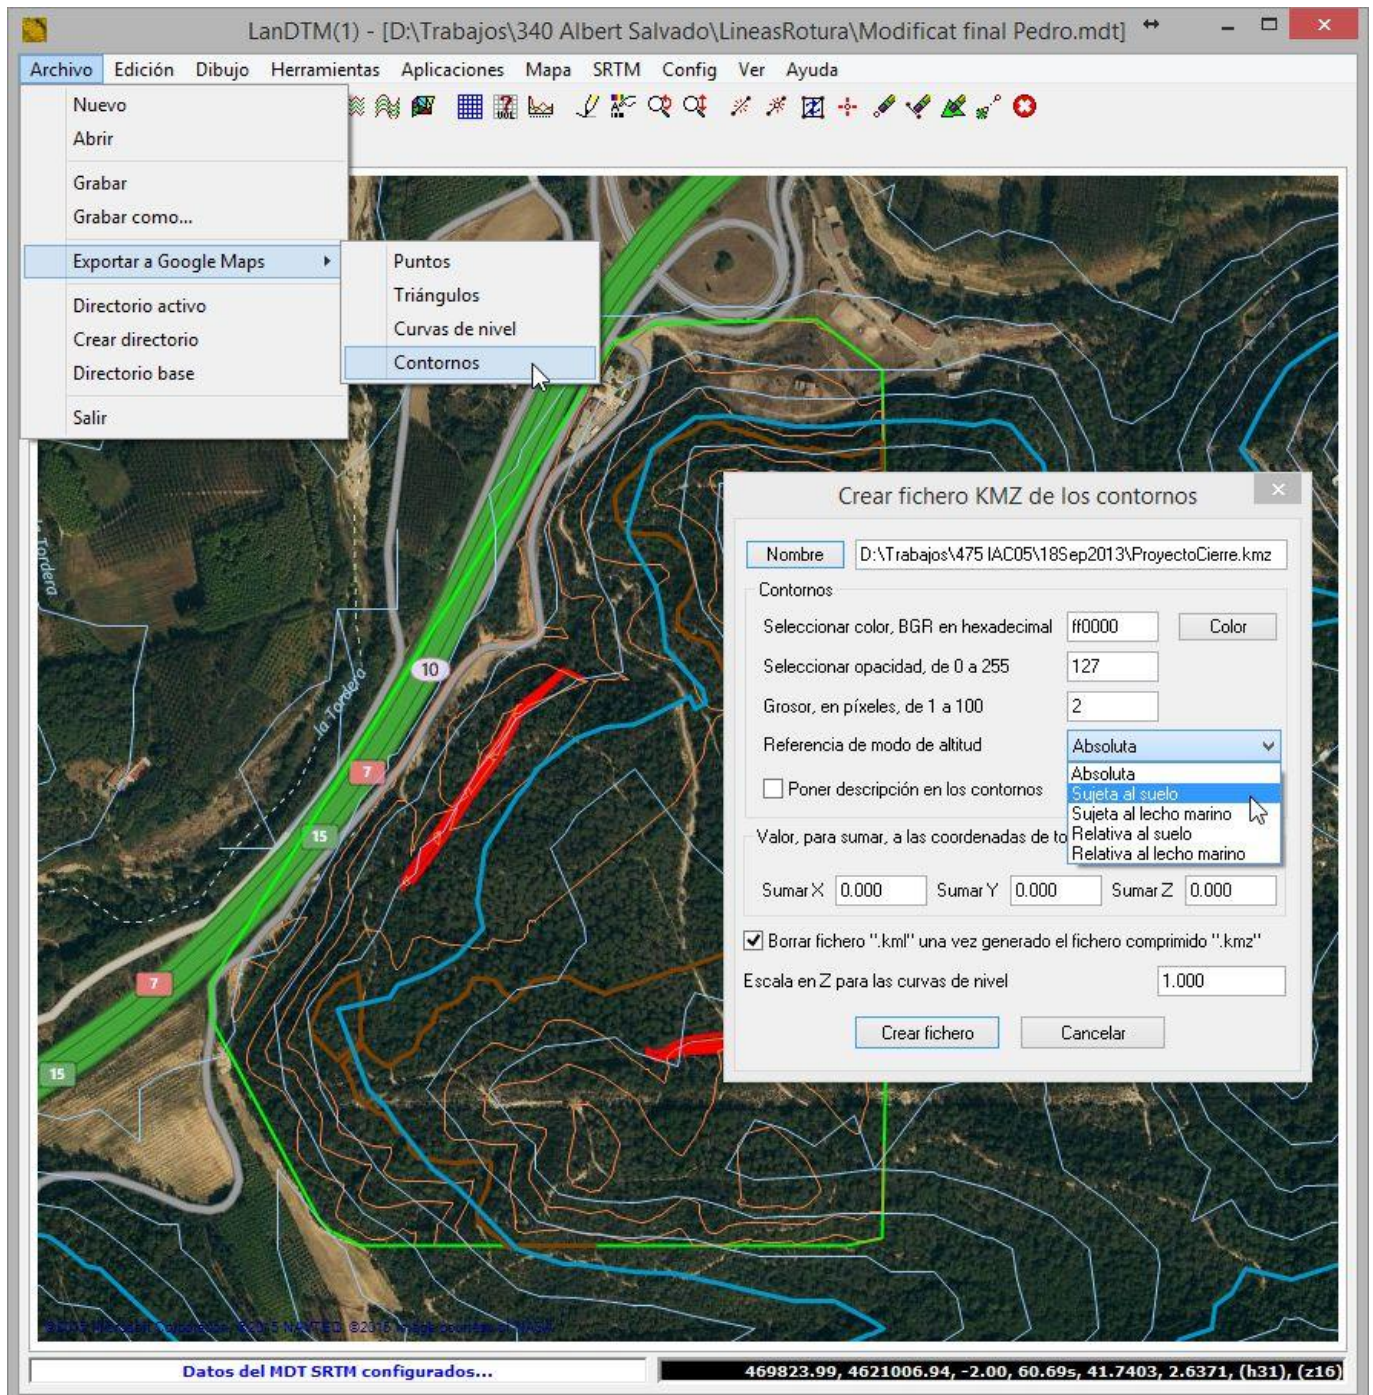 LanDTM(1) - [D:\Trabajos\340 Albert Salvado\LineasRotura\Modificat final Pedro.mdt]
Archivo Edición Dibujo Herramientas Aplicaciones Mapa SRTM Config Ver Ayuda
Nuevo
Abrir
Grabar
Grabar como...
Exportar a Google Maps
Directorio activo
Crear directorio
Directorio base
Salir
Puntos
Triángulos
Curvas de nivel
Contornos
la Tordera
10
la Tordera
7
15
7
15
Crear fichero KMZ de los contornos
Nombre D:\Trabajos\475 IAC05\18Sep2013\ProyectoCierre.kmz
Contornos
Seleccionar color, BGR en hexadecimal ff0000 Color
Seleccionar opacidad, de 0 a 255 127
Grosor, en píxeles, de 1 a 100 2
Referencia de modo de altitud Absoluta
Absoluta
Sujeta al suelo
Sujeta al lecho marino
Relativa al suelo
Relativa al lecho marino
Poner descripción en los contornos
Valor, para sumar, a las coordenadas de to
Sumar X 0.000 Sumar Y 0.000 Sumar Z 0.000
Borrar fichero ".kml" una vez generado el fichero comprimido ".kmz"
Escala en Z para las curvas de nivel 1.000
Crear fichero Cancelar
Datos del MDT SRTM configurados...
469823.99, 4621006.94, -2.00, 60.69s, 41.7403, 2.6371, (h31), (z16)